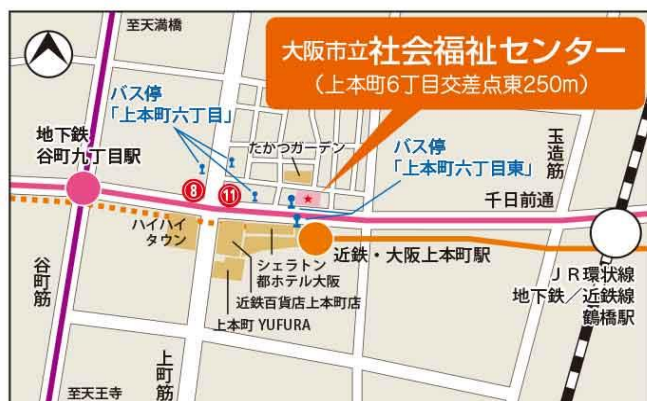 至天満橋
大阪市立社会福祉センター
(上本町6丁目交差点東250m)
バス停
「上本町六丁目」
地下鉄
谷町九丁目駅
たかつガーデン
バス停
「上本町六丁目東」
玉造筋
8
11
千日前通
ハイハイ
タウン
シェラトン
都ホテル大阪
近鉄・大阪上本町駅
近鉄百貨店上本町店
上本町 YUFURA
JR環状線
地下鉄/近鉄線
鶴橋駅
谷町筋
上町筋
至天王寺